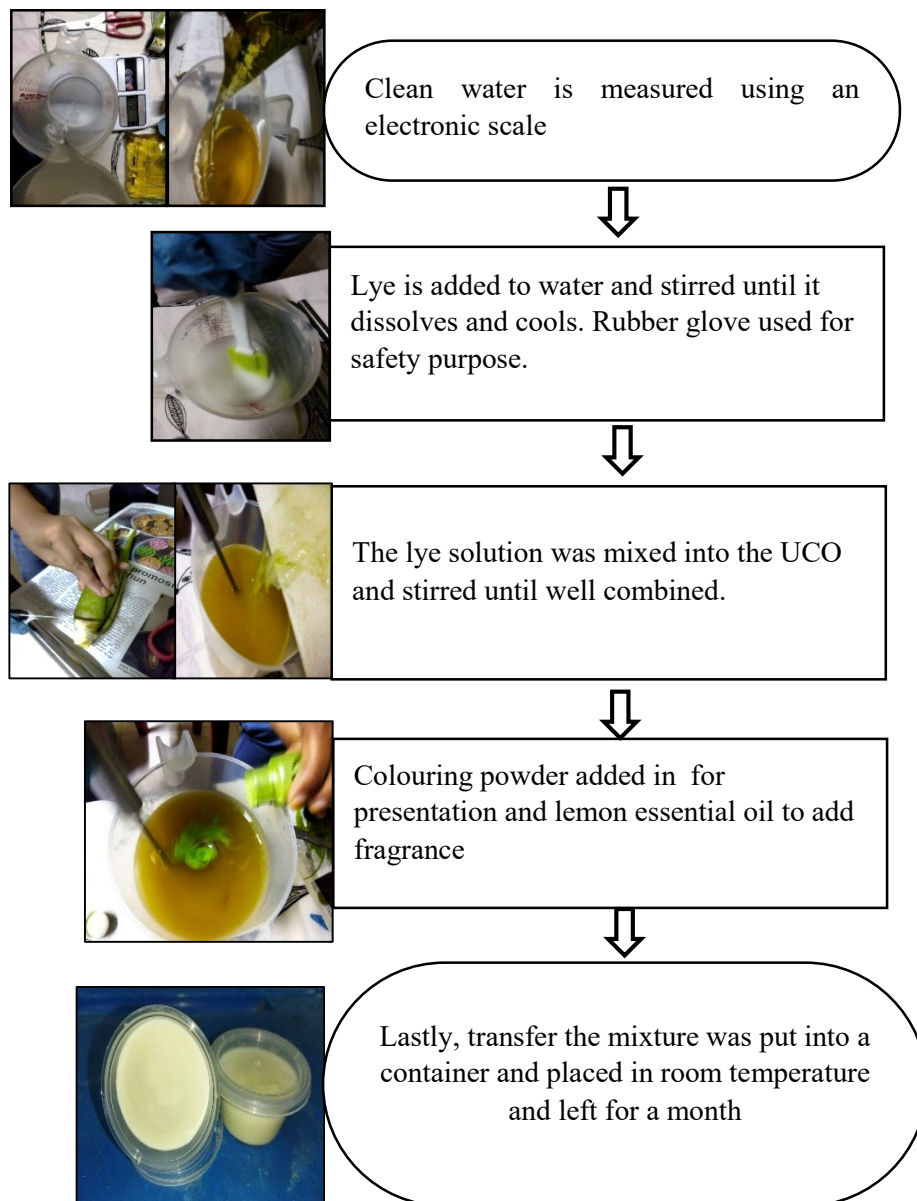 Clean water is measured using an
electronic scale
Lye is added to water and stirred until it
dissolves and cools. Rubber glove used for
safety purpose.
promosi
hun
The lye solution was mixed into the UCO
and stirred until well combined.
Colouring powder added in for
presentation and lemon essential oil to add
fragrance
Lastly, transfer the mixture was put into a
container and placed in room temperature
and left for a month